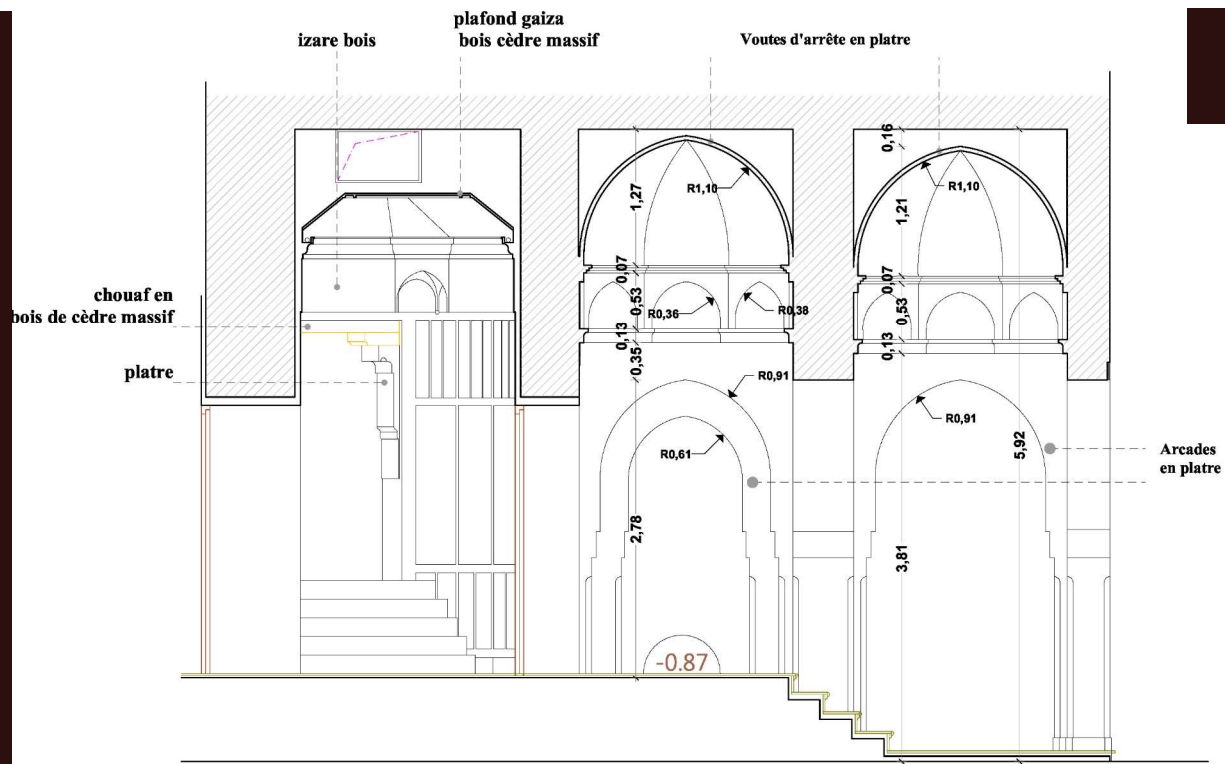 plafond gaiza
bois cèdre massif
izare bois
Voutes d'arrête en platre
0,16
R1,10
R1,10
1,27
1,21
0,07
0,07
chouaf en
bois de cèdre massif
0,53
R0,36
R0,38
0,53
0,13
0,13
0,35
platre
R0,91
R0,91
R0,61
5,92
Arcades
en platre
2,78
3,81
-0.87